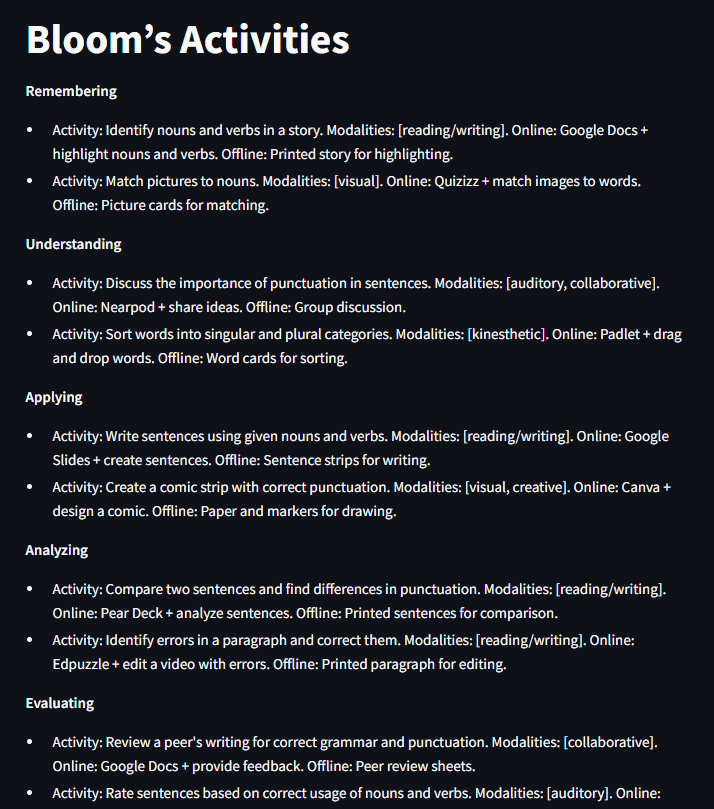 Bloom’s Activities
Remembering
• Activity: Identify nouns and verbs in a story. Modalities: [reading/writing]. Online: Google Docs +
highlight nouns and verbs. Offline: Printed story for highlighting.
• Activity: Match pictures to nouns. Modalities: [visual]. Online: Quizizz + match images to words.
Offline: Picture cards for matching.
Understanding
• Activity: Discuss the importance of punctuation in sentences. Modalities: [auditory, collaborative].
Online: Nearpod + share ideas. Offline: Group discussion.
• Activity: Sort words into singular and plural categories. Modalities: [kinesthetic]. Online: Padlet + drag
and drop words. Offline: Word cards for sorting.
Applying
• Activity: Write sentences using given nouns and verbs. Modalities: [reading/writing]. Online: Google
Slides + create sentences. Offline: Sentence strips for writing.
• Activity: Create a comic strip with correct punctuation. Modalities: [visual, creative]. Online: Canva +
design a comic. Offline: Paper and markers for drawing.
Analyzing
• Activity: Compare two sentences and find differences in punctuation. Modalities: [reading/writing].
Online: Pear Deck + analyze sentences. Offline: Printed sentences for comparison.
• Activity: Identify errors in a paragraph and correct them. Modalities: [reading/writing]. Online:
Edpuzzle + edit a video with errors. Offline: Printed paragraph for editing.
Evaluating
• Activity: Review a peer's writing for correct grammar and punctuation. Modalities: [collaborative].
Online: Google Docs + provide feedback. Offline: Peer review sheets.
• Activity: Rate sentences based on correct usage of nouns and verbs. Modalities: [auditory]. Online: